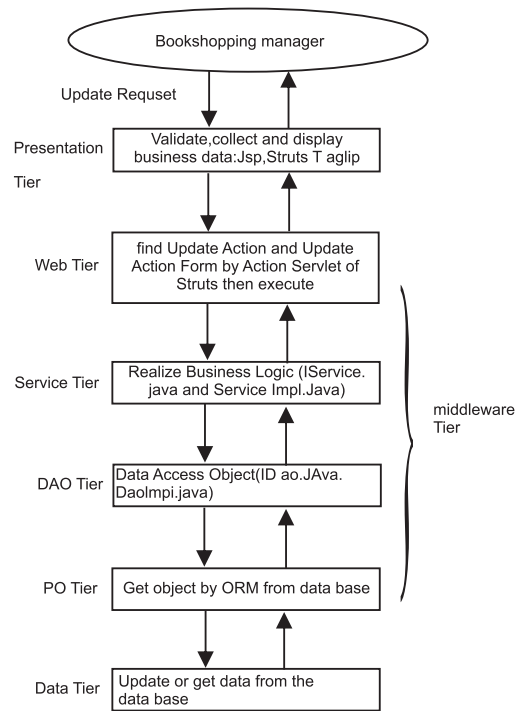 Bookshopping manager
Update Requset
Presentation
Tier
Validate,collect and display
business data:Jsp,Struts T aglip
Web Tier
find Update Action and Update
Action Form by Action Servlet of
Struts then execute
Service Tier
Realize Business Logic (IService.
java and Service Impl.Java)
middleware
Tier
DAO Tier
Data Access Object(ID ao.JAva.
Daolmpi.java)
PO Tier
Get object by ORM from data base
Data Tier
Update or get data from the
data base